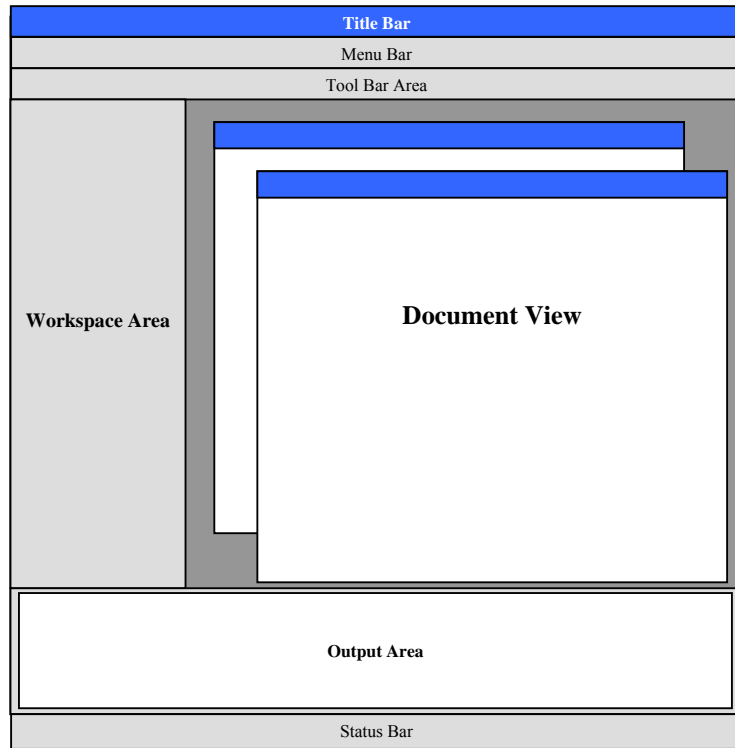 Title Bar
Menu Bar
Tool Bar Area
Workspace Area
Document View
Output Area
Status Bar